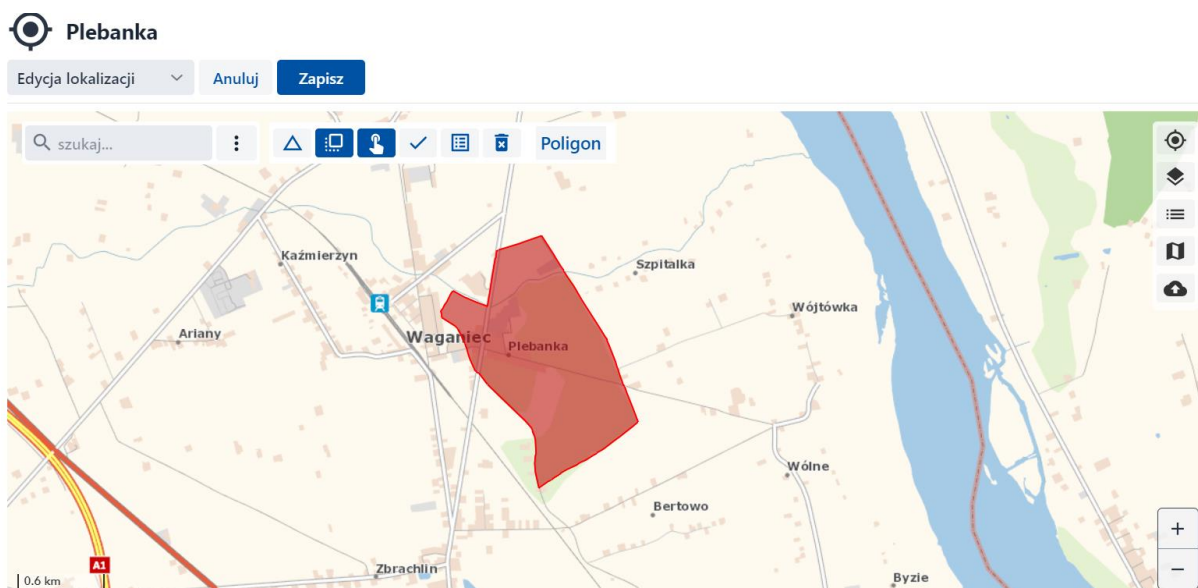 Plebanka
Edycja lokalizacji
Anuluj
Zapisz
szukaj...
Poligon
Kaźmierzyn
Szpitalka
Wójtówka
Ariany
Waganiec
Plebanka
Wólne
Bertowo
A1
Zbrachlin
Byzie
0.6 km
+
−